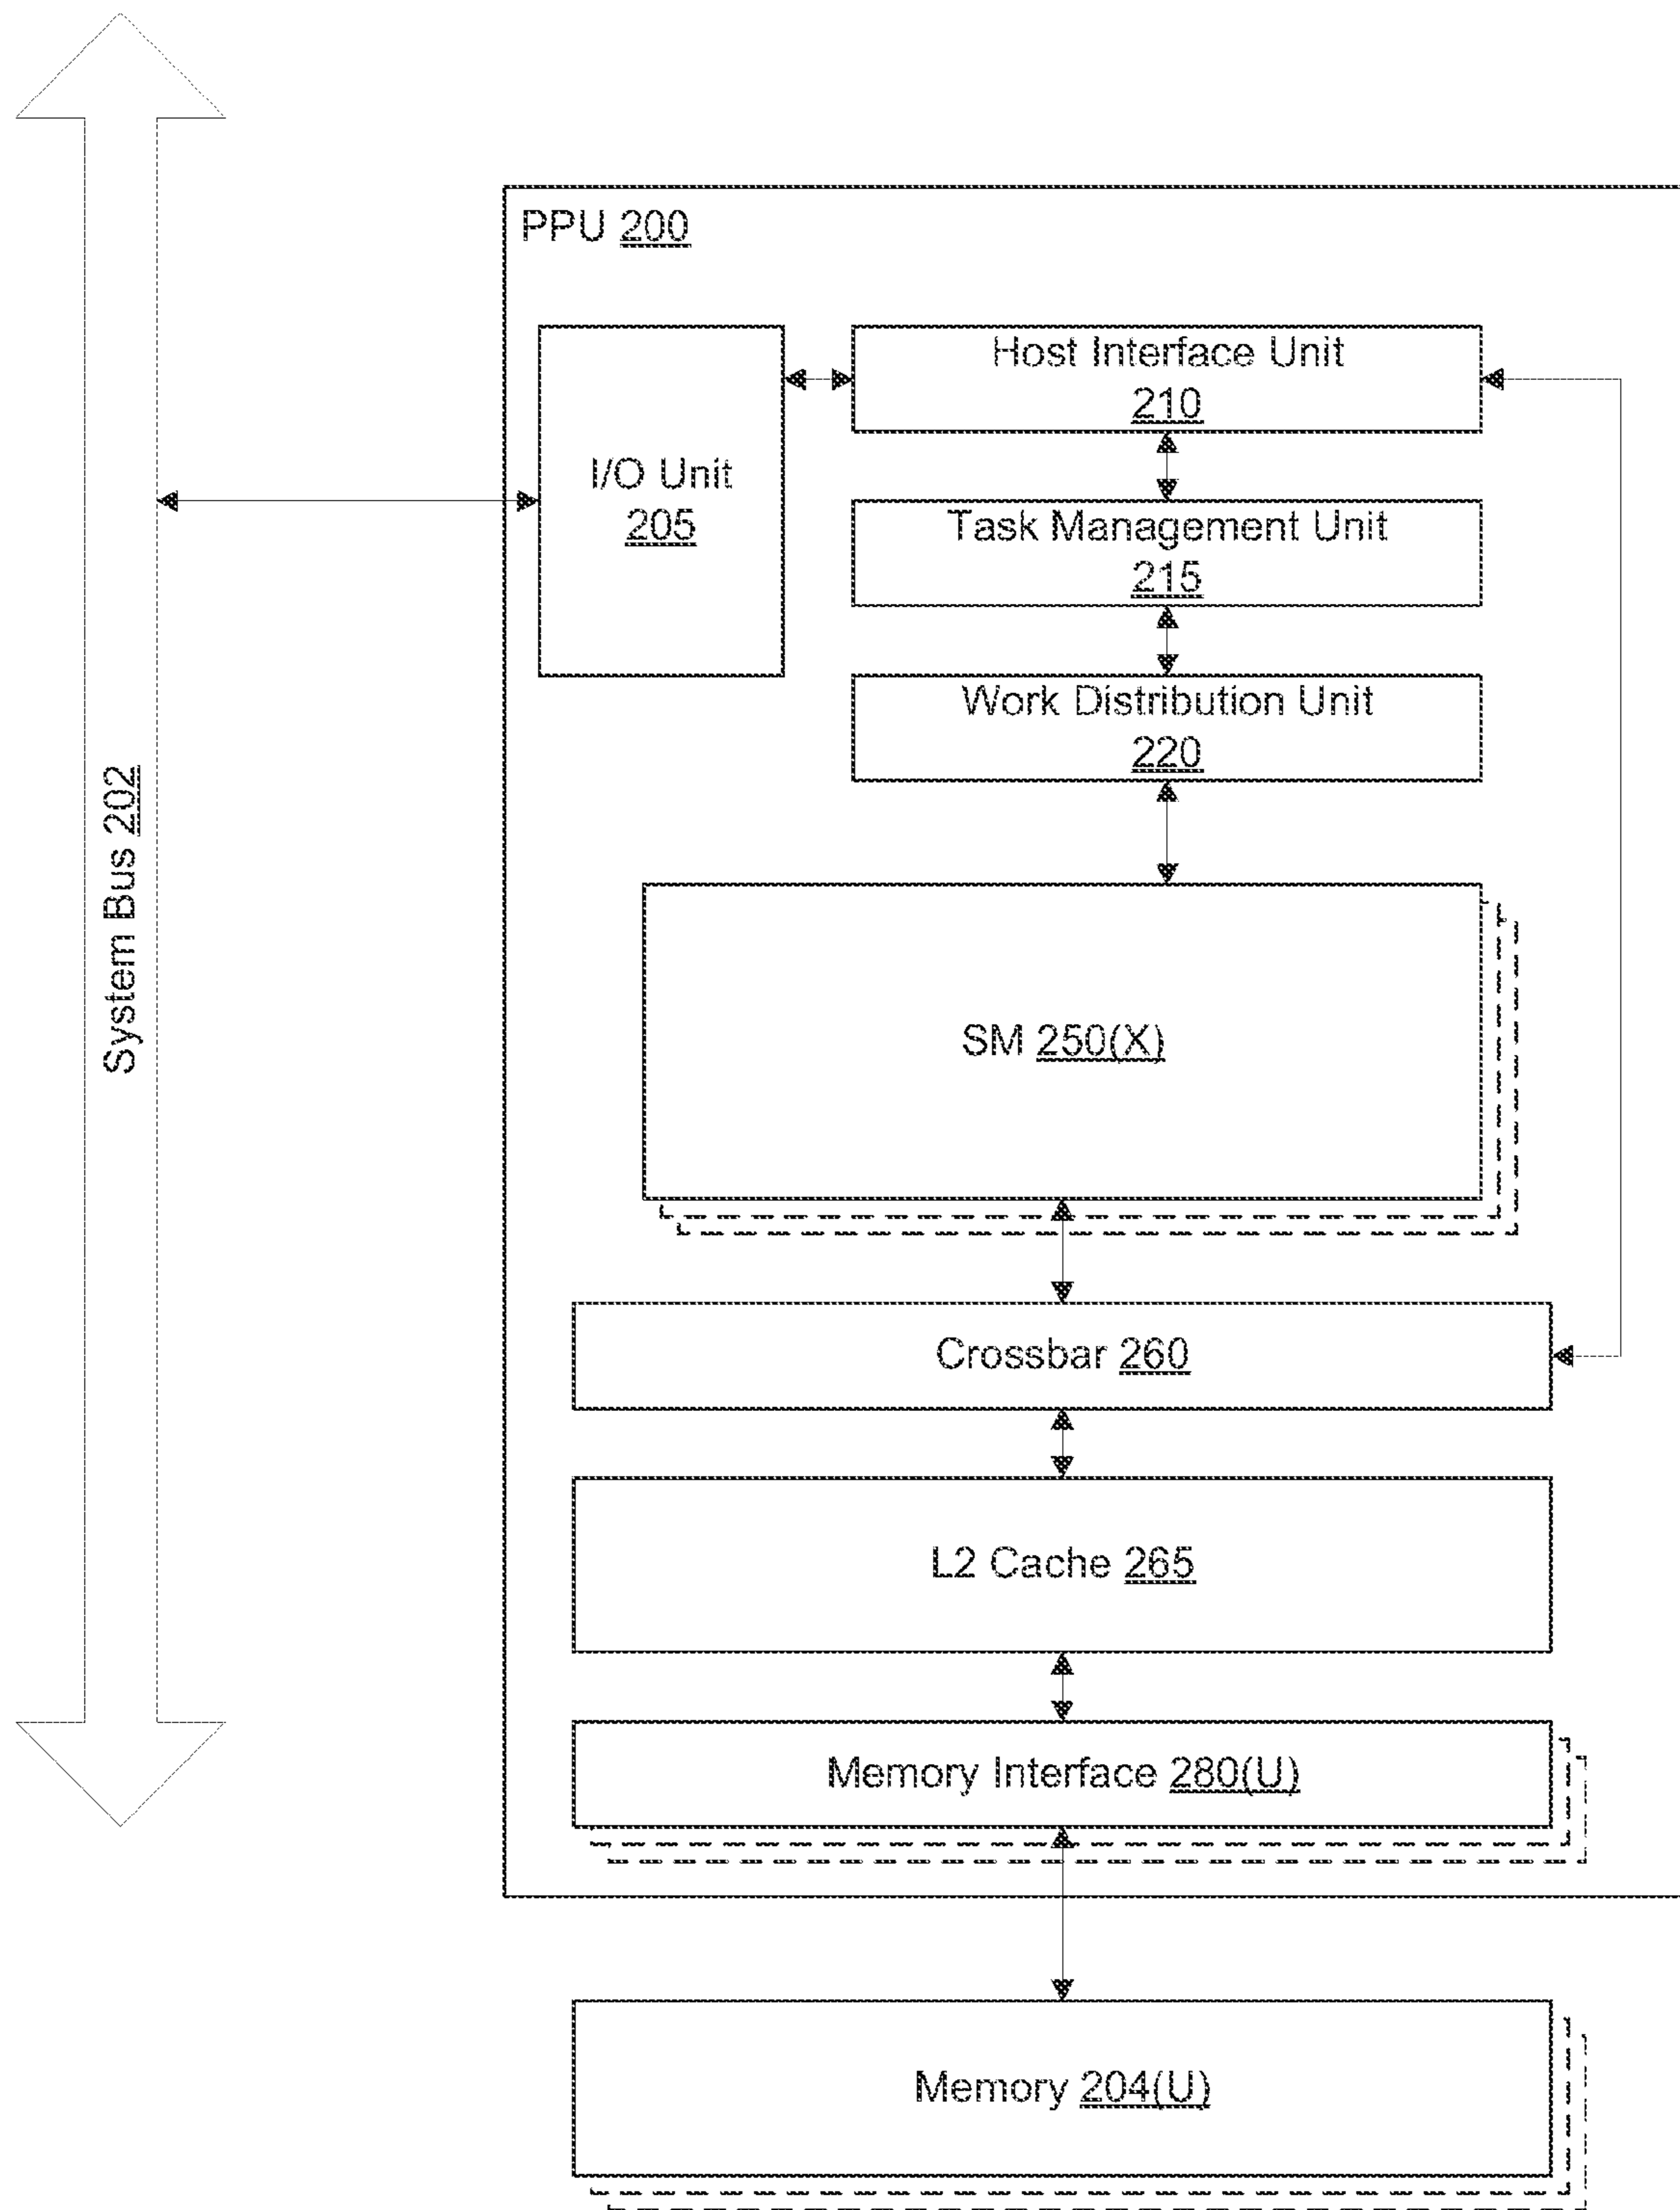 PPU 200
Host Interface Unit
210
I/O Unit
205
Task Management Unit
215
Work Distribution Unit
220
System Bus 202
SM 250(X)
Crossbar 260
L2 Cache 265
Memory Interface 280(U)
Memory 204(U)